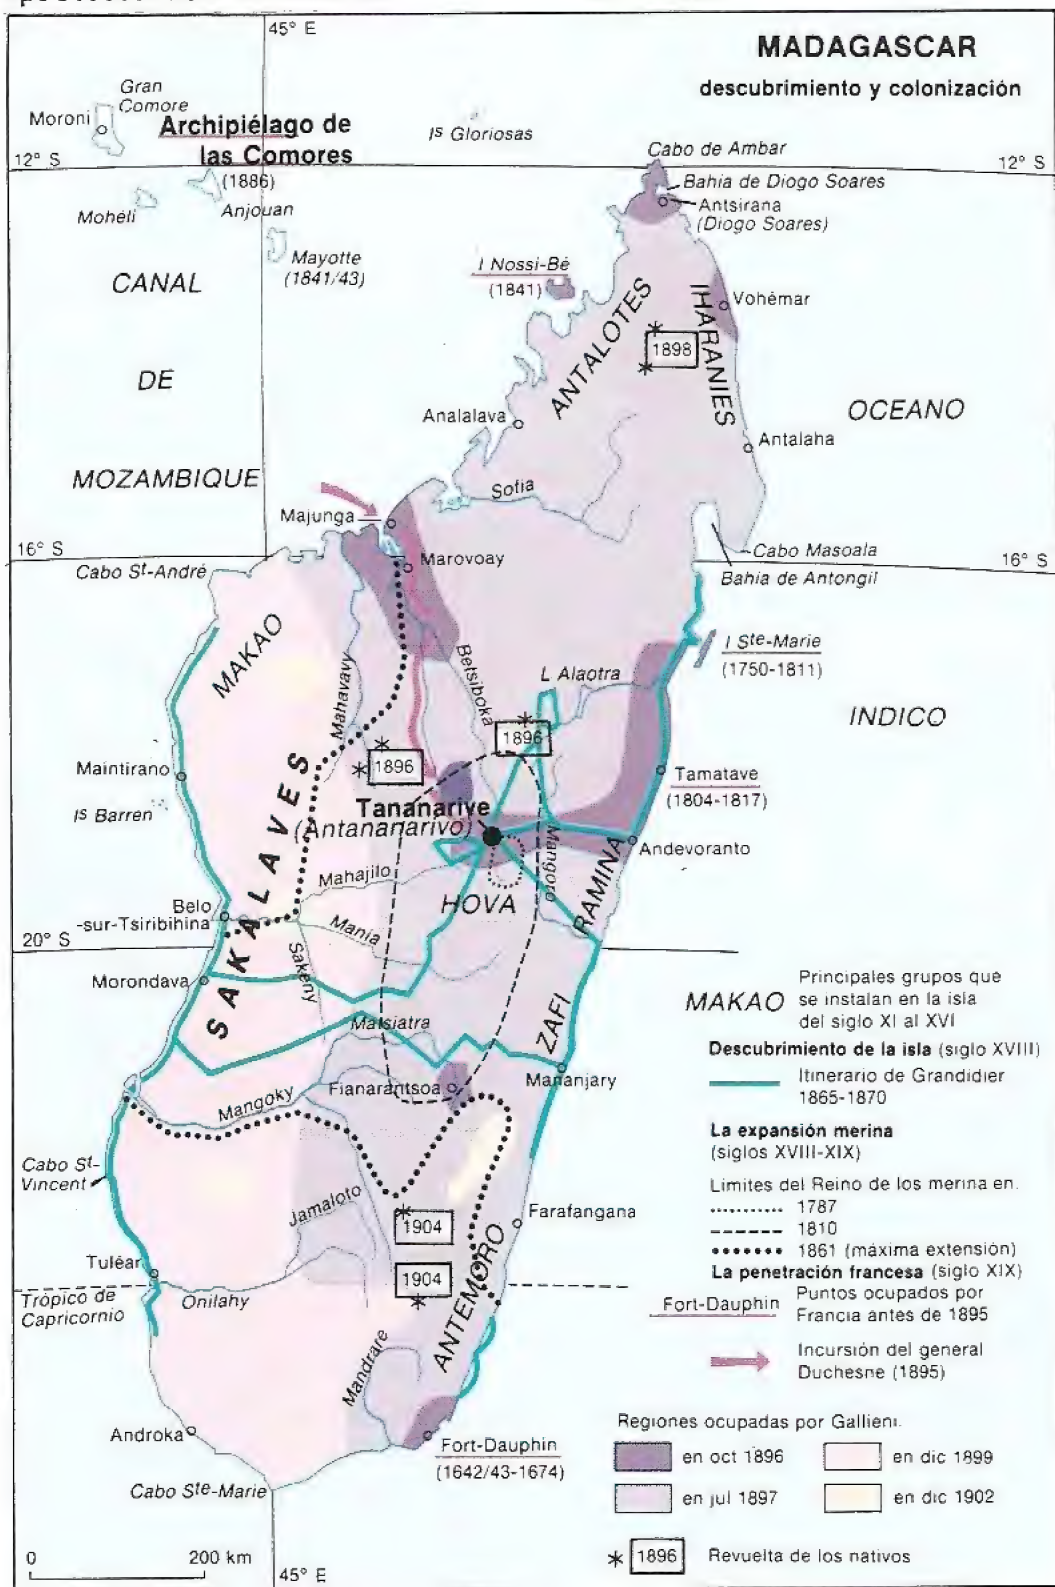 45° E
MADAGASCAR
descubrimiento y colonización
Gran
Comore
Moroni
Archipiélago de
las Comores
(1886)
Is Gloriosas
12° S
Cabo de Ambar
12° S
Bahia de Diogo Soares
Antsirana
(Diogo Soares)
Mohéli
Anjouan
Mayotte
(1841/43)
I Nossi-Bé
(1841)
CANAL
DE
MOZAMBIQUE
ANTALOTES
IHARANIES
Vohémar
1898
OCEANO
INDICO
Analalava
Antalaha
Sofia
Majunga
Marovoay
16° S
Cabo St-André
Cabo Masoala
16° S
Bahia de Antongil
MAKAO
Mahavavy
Betsiboka
L Alaotra
I Ste-Marie
(1750-1811)
1896
1896
Maintirano
Is Barren
Tananarive
(Antananarivo)
Tamatave
(1804-1817)
Andevoranto
Mangoro
SAKALAVES
Mahajilo
HOVA
RAMINA
Belo
-sur-Tsiribihina
Mania
Sakeny
20° S
Morondava
ZAFI
Matsiatra
Fianarantsoa
Mananjary
Mangoky
Cabo St-
Vincent
Jamaloto
1904
Farafangana
1904
Tuléar
Trópico de
Capricornio
Onilahy
ANTEMORO
Mandrare
Androka
Fort-Dauphin
(1642/43-1674)
Cabo Ste-Marie
0 200 km
45° E
MAKAO
Principales grupos que
se instalan en la isla
del siglo XI al XVI
Descubrimiento de la isla (siglo XVIII)
Itinerario de Grandidier
1865-1870
La expansión merina
(siglos XVIII-XIX)
Limites del Reino de los merina en.
1787
1810
1861 (máxima extensión)
La penetración francesa (siglo XIX)
Fort-Dauphin
Puntos ocupados por
Francia antes de 1895
Incursión del general
Duchesne (1895)
Regiones ocupadas por Gallieni.
en oct 1896
en dic 1899
en jul 1897
en dic 1902
* 1896 Revuelta de los nativos